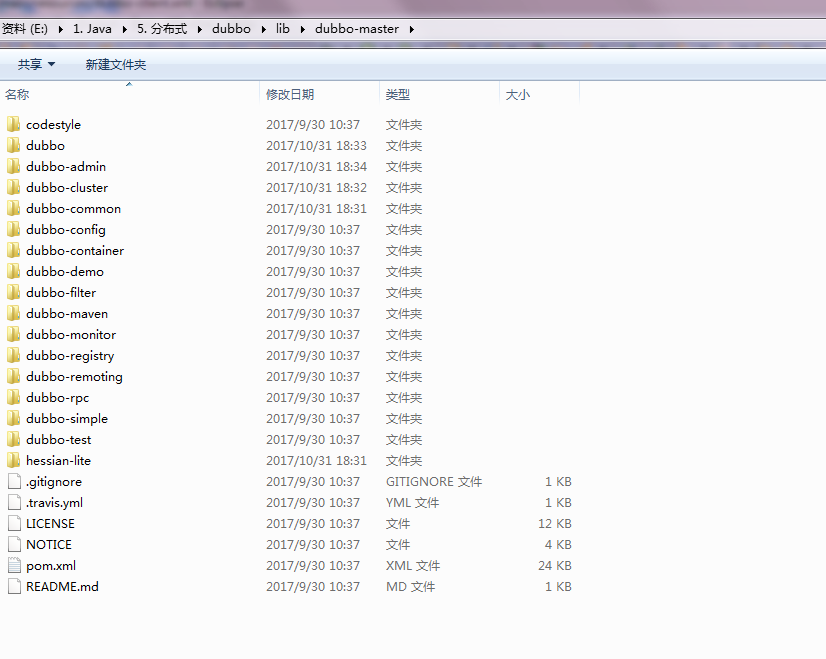 资料 (E:) ▸ 1. Java ▸ 5. 分布式 ▸ dubbo ▸ lib ▸ dubbo-master ▸
共享 新建文件夹
名称 修改日期 类型 大小
codestyle 2017/9/30 10:37 文件夹
dubbo 2017/10/31 18:33 文件夹
dubbo-admin 2017/10/31 18:34 文件夹
dubbo-cluster 2017/10/31 18:32 文件夹
dubbo-common 2017/10/31 18:31 文件夹
dubbo-config 2017/9/30 10:37 文件夹
dubbo-container 2017/9/30 10:37 文件夹
dubbo-demo 2017/9/30 10:37 文件夹
dubbo-filter 2017/9/30 10:37 文件夹
dubbo-maven 2017/9/30 10:37 文件夹
dubbo-monitor 2017/9/30 10:37 文件夹
dubbo-registry 2017/9/30 10:37 文件夹
dubbo-remoting 2017/9/30 10:37 文件夹
dubbo-rpc 2017/9/30 10:37 文件夹
dubbo-simple 2017/9/30 10:37 文件夹
dubbo-test 2017/9/30 10:37 文件夹
hessian-lite 2017/10/31 18:31 文件夹
.gitignore 2017/9/30 10:37 GITIGNORE 文件 1 KB
.travis.yml 2017/9/30 10:37 YML 文件 1 KB
LICENSE 2017/9/30 10:37 文件 12 KB
NOTICE 2017/9/30 10:37 文件 4 KB
pom.xml 2017/9/30 10:37 XML 文件 24 KB
README.md 2017/9/30 10:37 MD 文件 1 KB